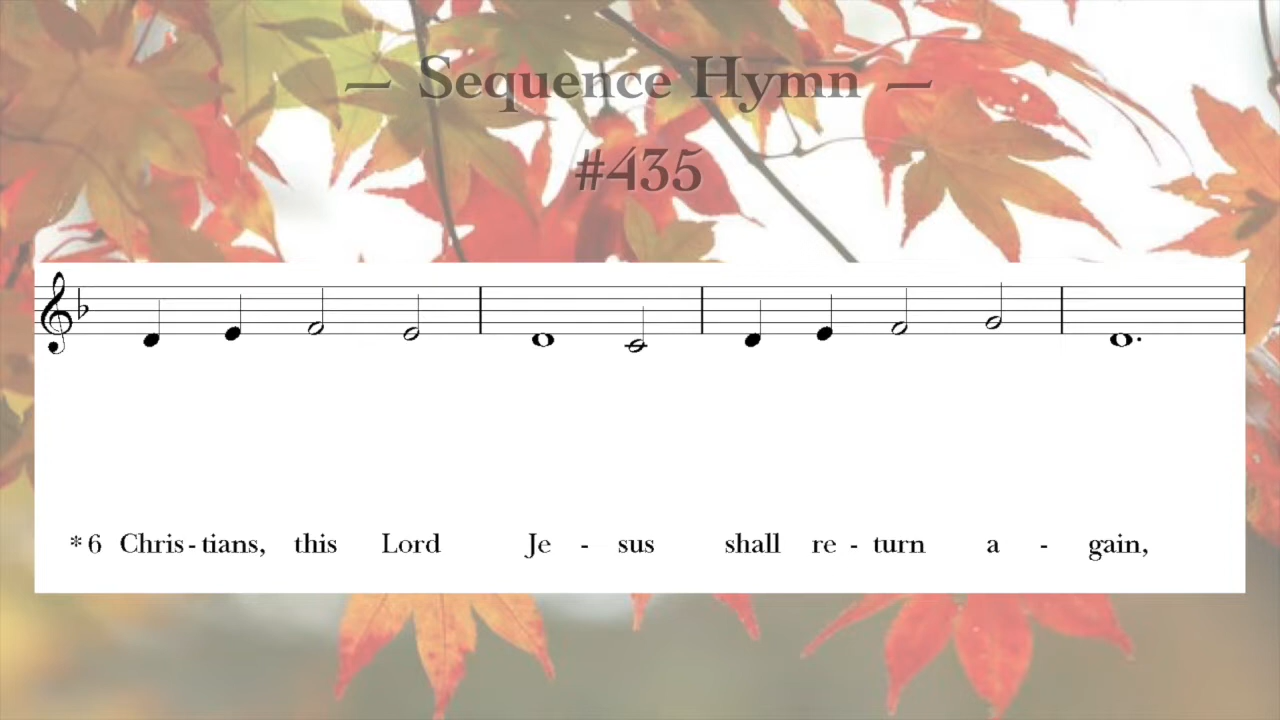 — Sequence Hymn —
#435
* 6 Chris - tians, this Lord Je - sus shall re - turn a - gain,